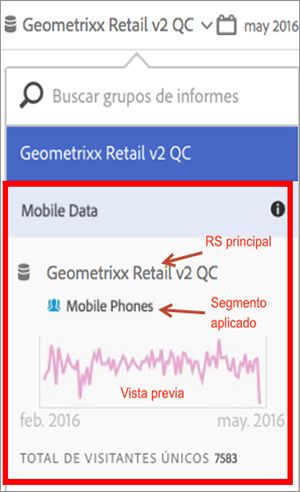 Geometrixx Retail v2 QC may 2016
Buscar grupos de informes
Geometrixx Retail v2 QC
Mobile Data
RS principal
Geometrixx Retail v2 QC
Mobile Phones
Segmento
aplicado
Vista previa
feb. 2016 may. 2016
TOTAL DE VISITANTES ÚNICOS 7583